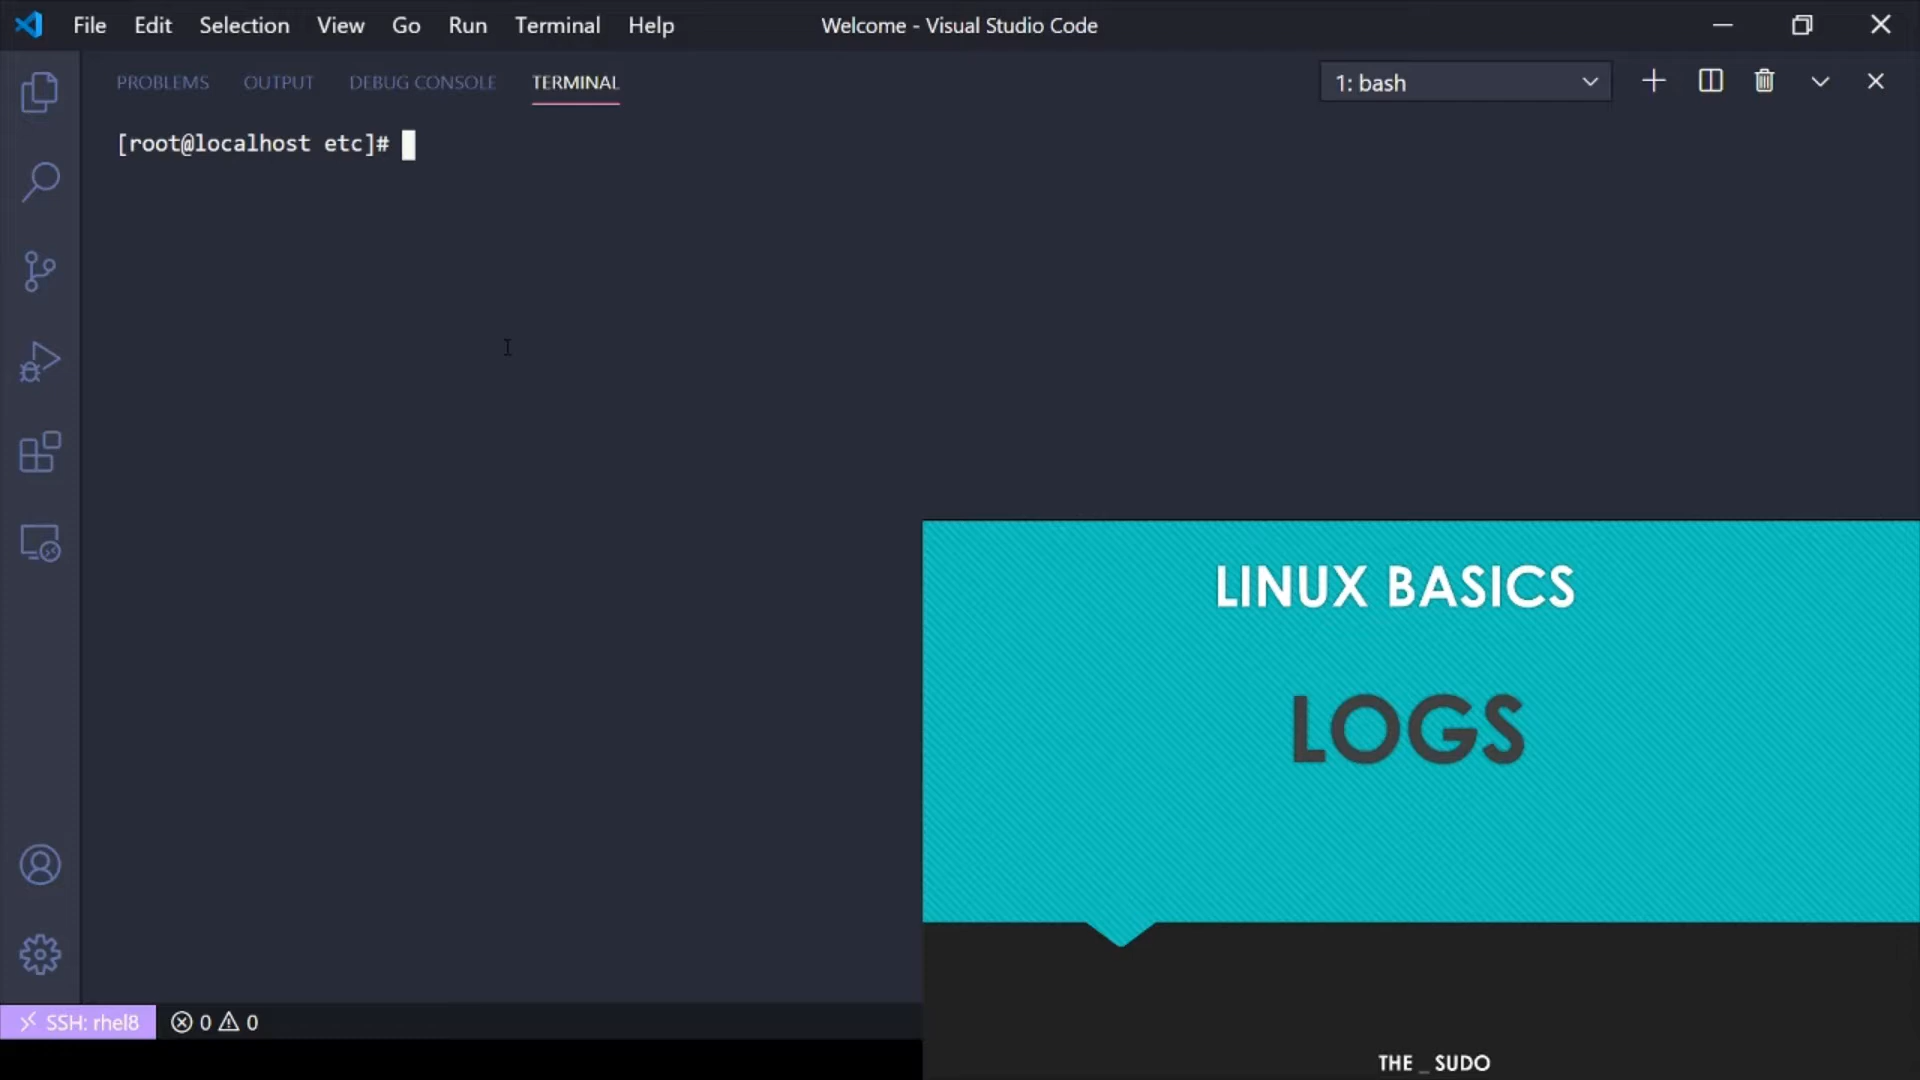 File Edit Selection View Go Run Terminal Help Welcome - Visual Studio Code
PROBLEMS OUTPUT DEBUG CONSOLE TERMINAL 1: bash
[root@localhost etc]#
LINUX BASICS
LOGS
SSH: rhel8 0 0
THE _ SUDO